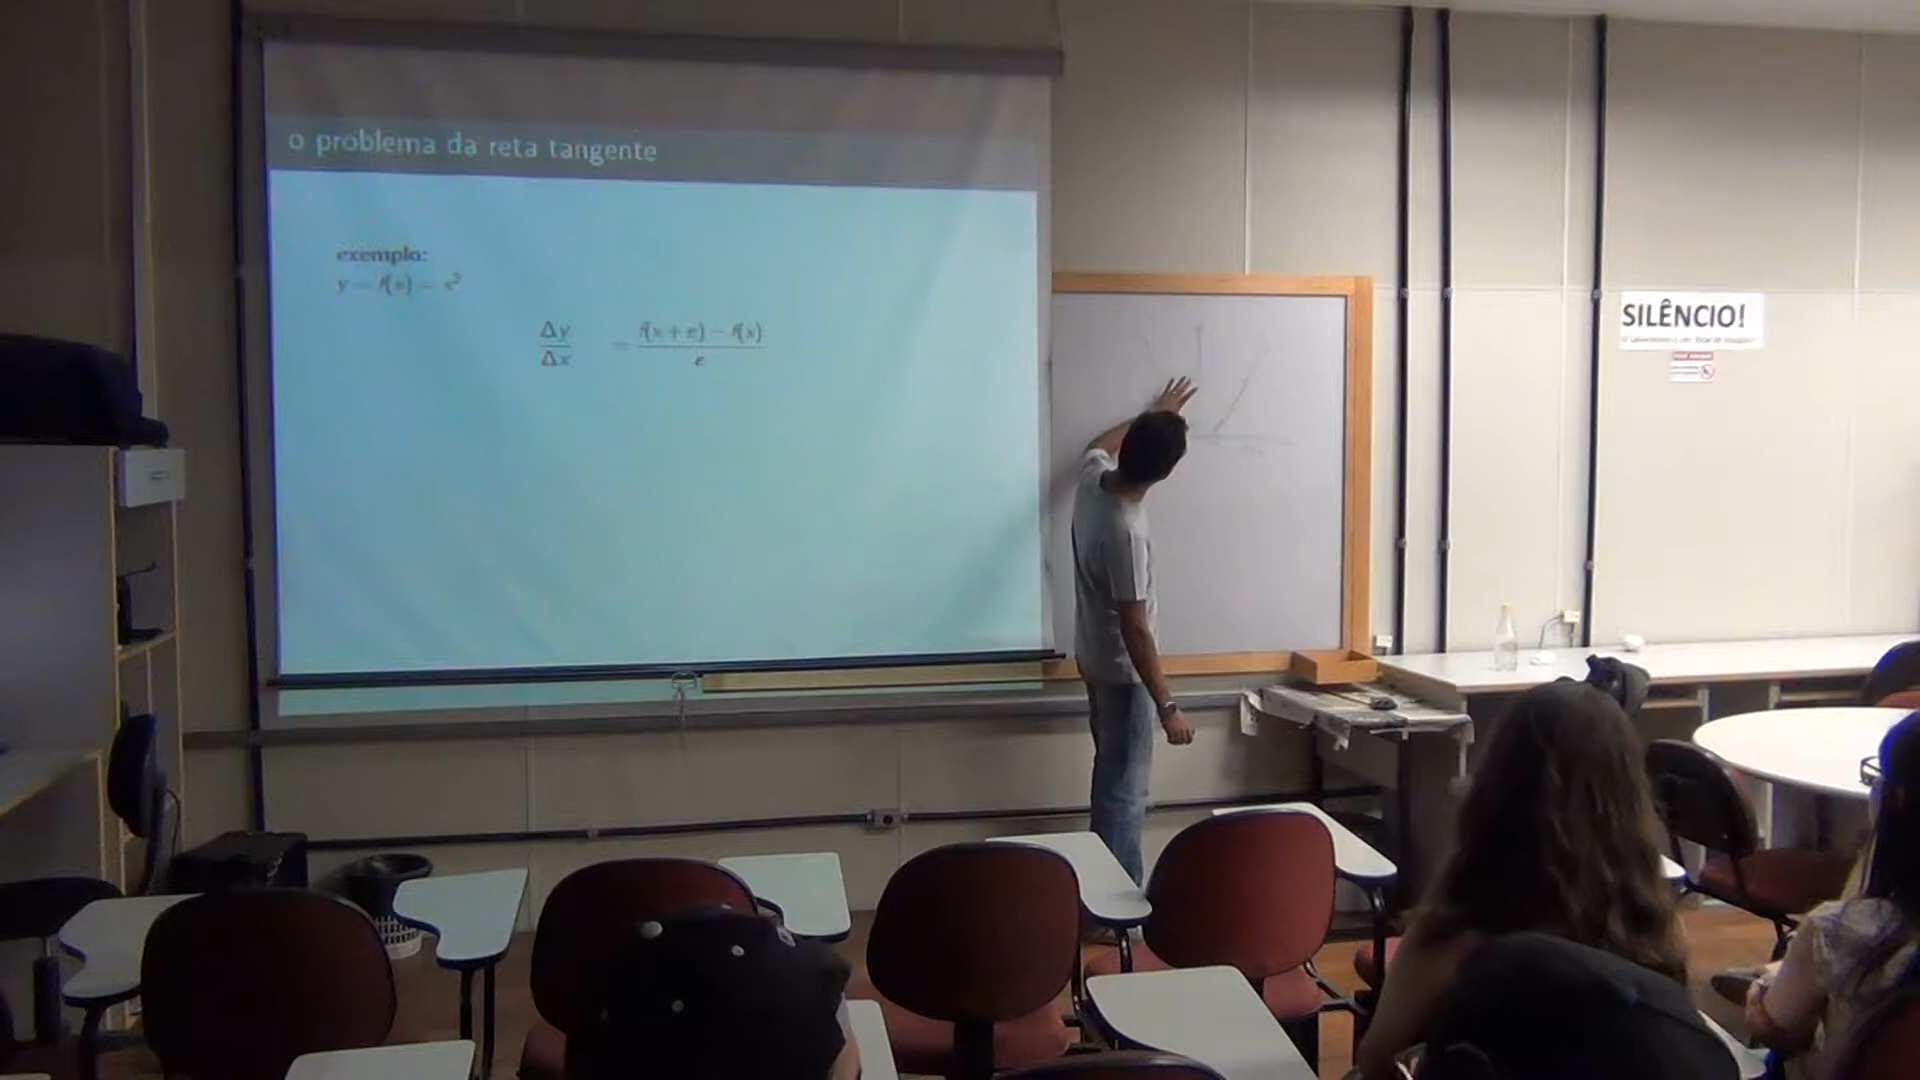 o problema da reta tangente
exemplo:
y = f(x) = x²
Δy/Δx = f(x + e) − f(x)/e
SILÊNCIO!